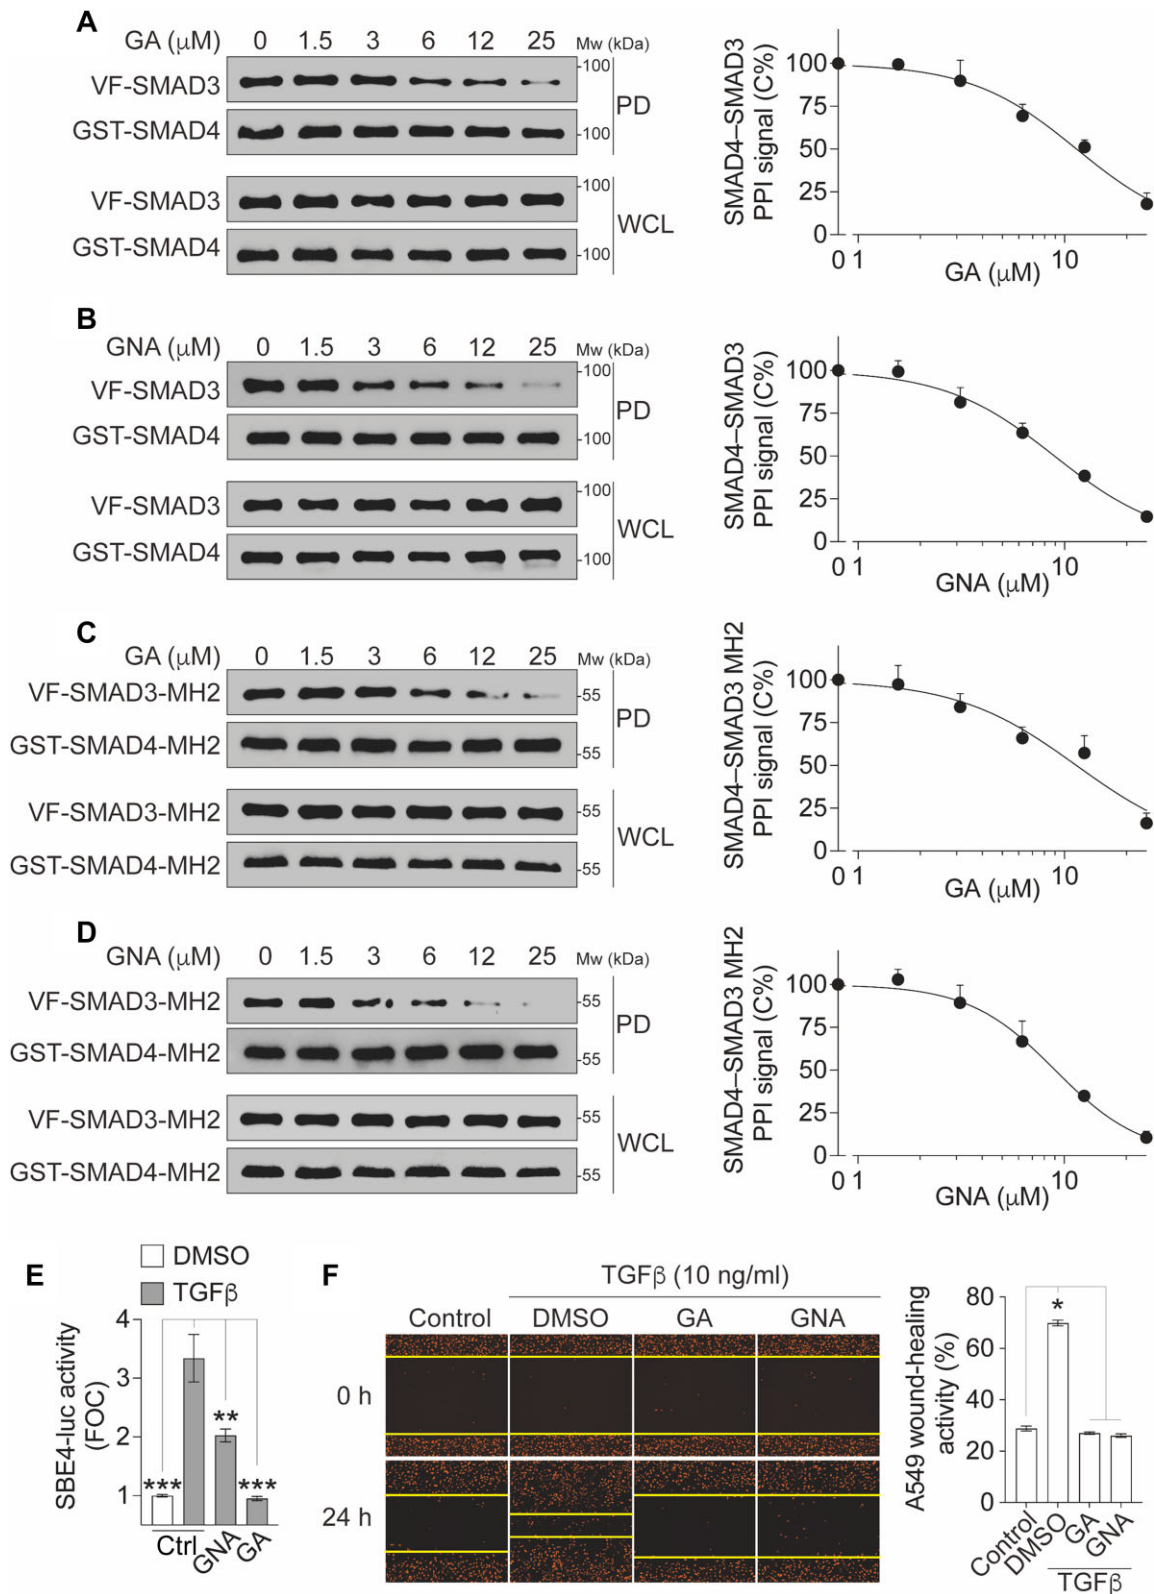 A
GA (μM) 0 1.5 3 6 12 25 Mw (kDa)
VF-SMAD3 -100
GST-SMAD4 -100
PD
VF-SMAD3 -100
GST-SMAD4 -100
WCL
SMAD4–SMAD3
PPI signal (C%)
100
75
50
25
0
0 1 10
GA (μM)
B
GNA (μM) 0 1.5 3 6 12 25 Mw (kDa)
VF-SMAD3 -100
GST-SMAD4 -100
PD
VF-SMAD3 -100
GST-SMAD4 -100
WCL
SMAD4–SMAD3
PPI signal (C%)
100
75
50
25
0
0 1 10
GNA (μM)
C
GA (μM) 0 1.5 3 6 12 25 Mw (kDa)
VF-SMAD3-MH2 -55
GST-SMAD4-MH2 -55
PD
VF-SMAD3-MH2 -55
GST-SMAD4-MH2 -55
WCL
SMAD4–SMAD3 MH2
PPI signal (C%)
100
75
50
25
0
0 1 10
GA (μM)
D
GNA (μM) 0 1.5 3 6 12 25 Mw (kDa)
VF-SMAD3-MH2 -55
GST-SMAD4-MH2 -55
PD
VF-SMAD3-MH2 -55
GST-SMAD4-MH2 -55
WCL
SMAD4–SMAD3 MH2
PPI signal (C%)
100
75
50
25
0
0 1 10
GNA (μM)
E
DMSO
TGFβ
SBE4-luc activity
(FOC)
4
3
2
1
*** ** ***
Ctrl GNA GA
F
TGFβ (10 ng/ml)
Control DMSO GA GNA
0 h
24 h
A549 wound-healing
activity (%)
80
60
40
20
0
*
Control DMSO GA GNA
TGFβ